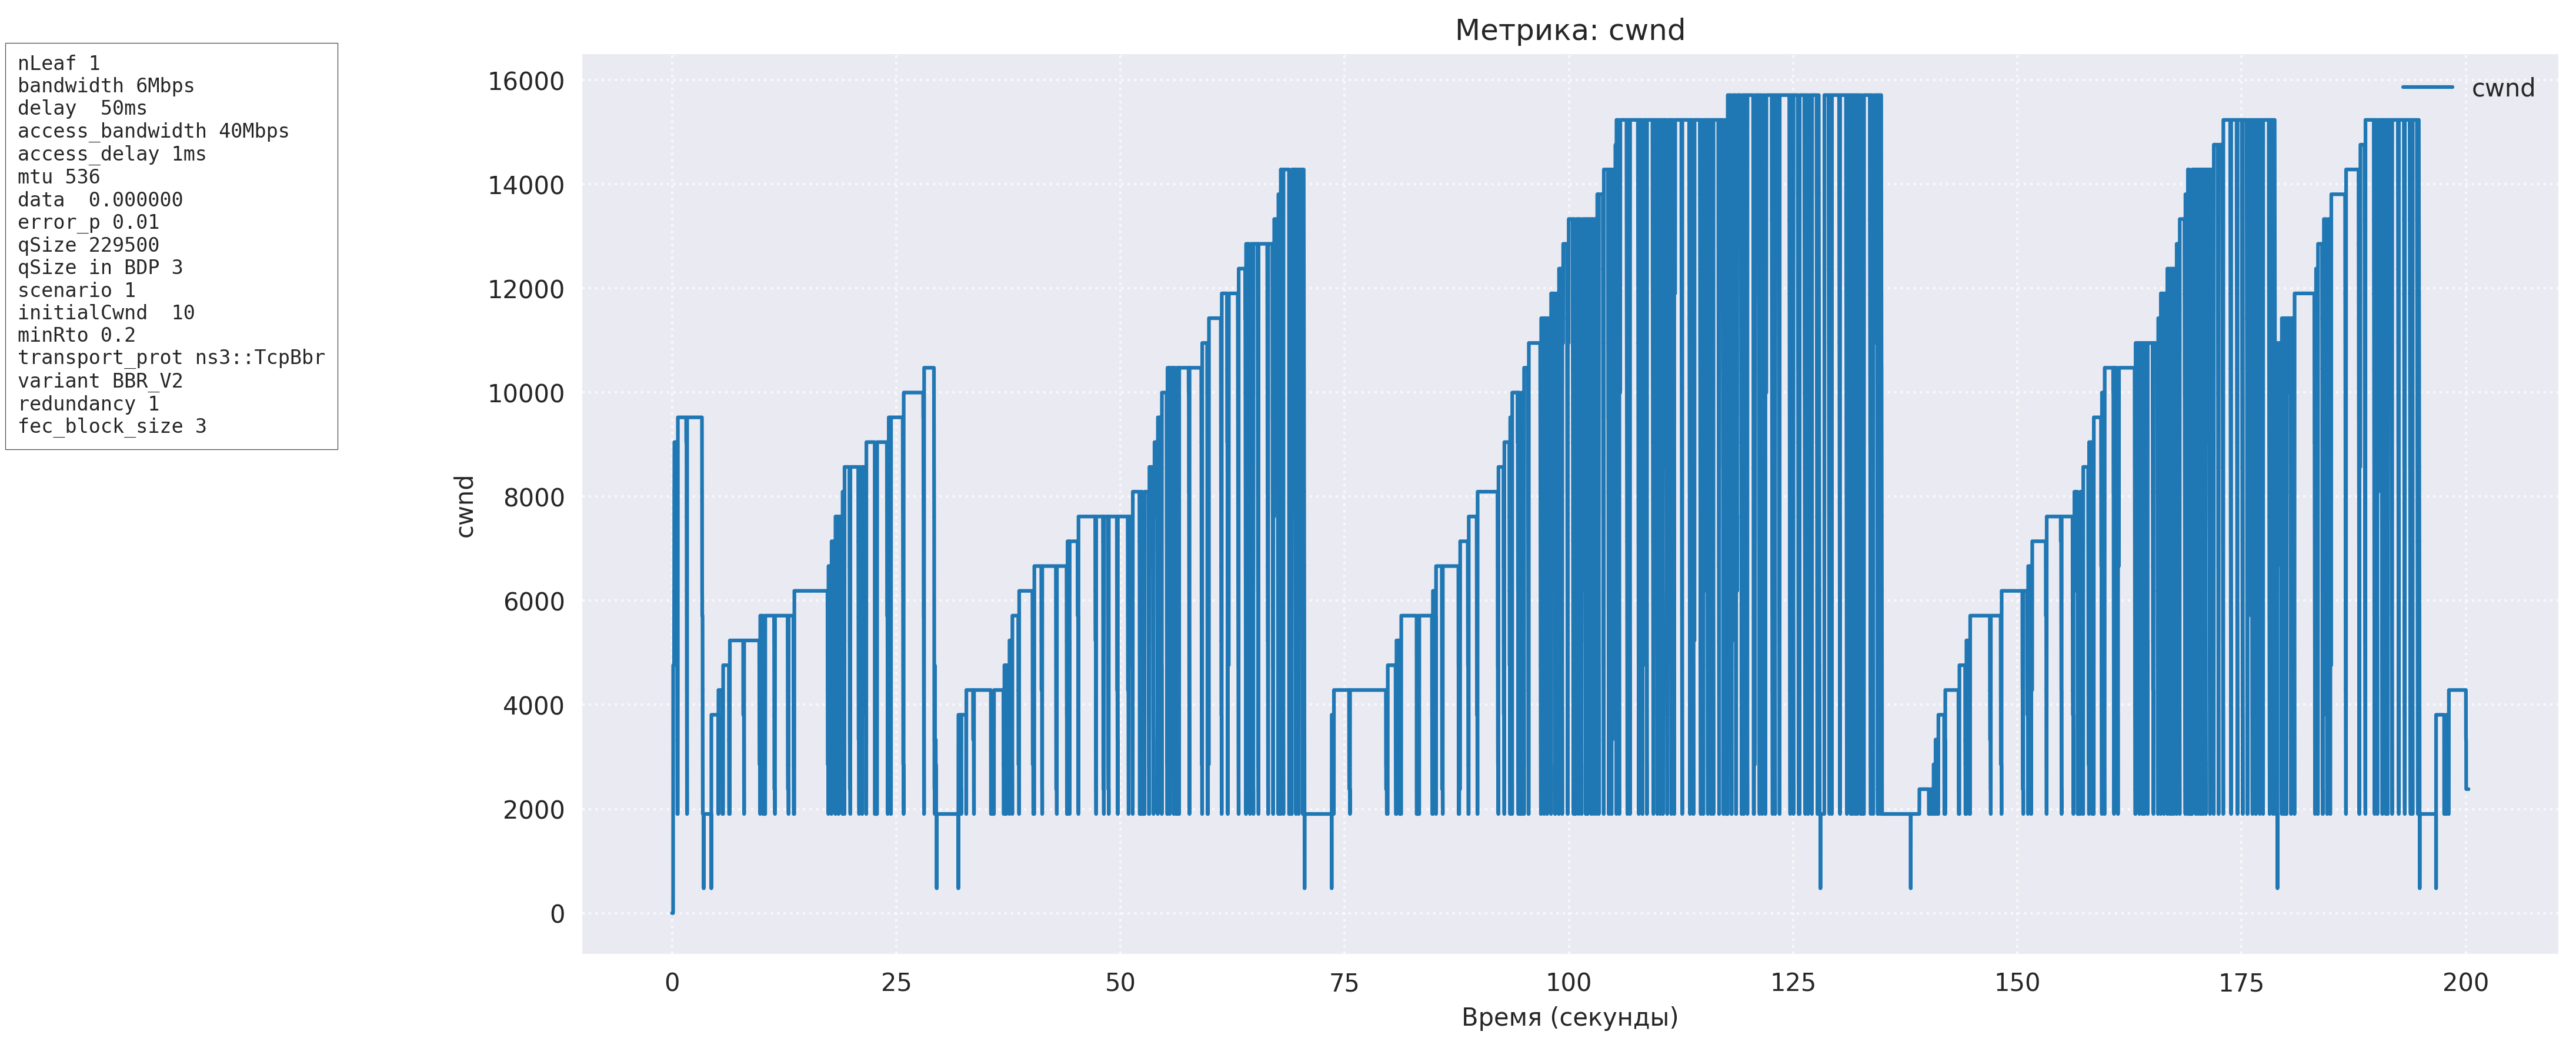 Метрика: cwnd
nLeaf 1
bandwidth 6Mbps
delay  50ms
access_bandwidth 40Mbps
access_delay 1ms
mtu 536
data  0.000000
error_p 0.01
qSize 229500
qSize in BDP 3
scenario 1
initialCwnd  10
minRto 0.2
transport_prot ns3::TcpBbr
variant BBR_V2
redundancy 1
fec_block_size 3
cwnd
16000
14000
12000
10000
8000
6000
4000
2000
0
cwnd
0 25 50 75 100 125 150 175 200
Время (секунды)